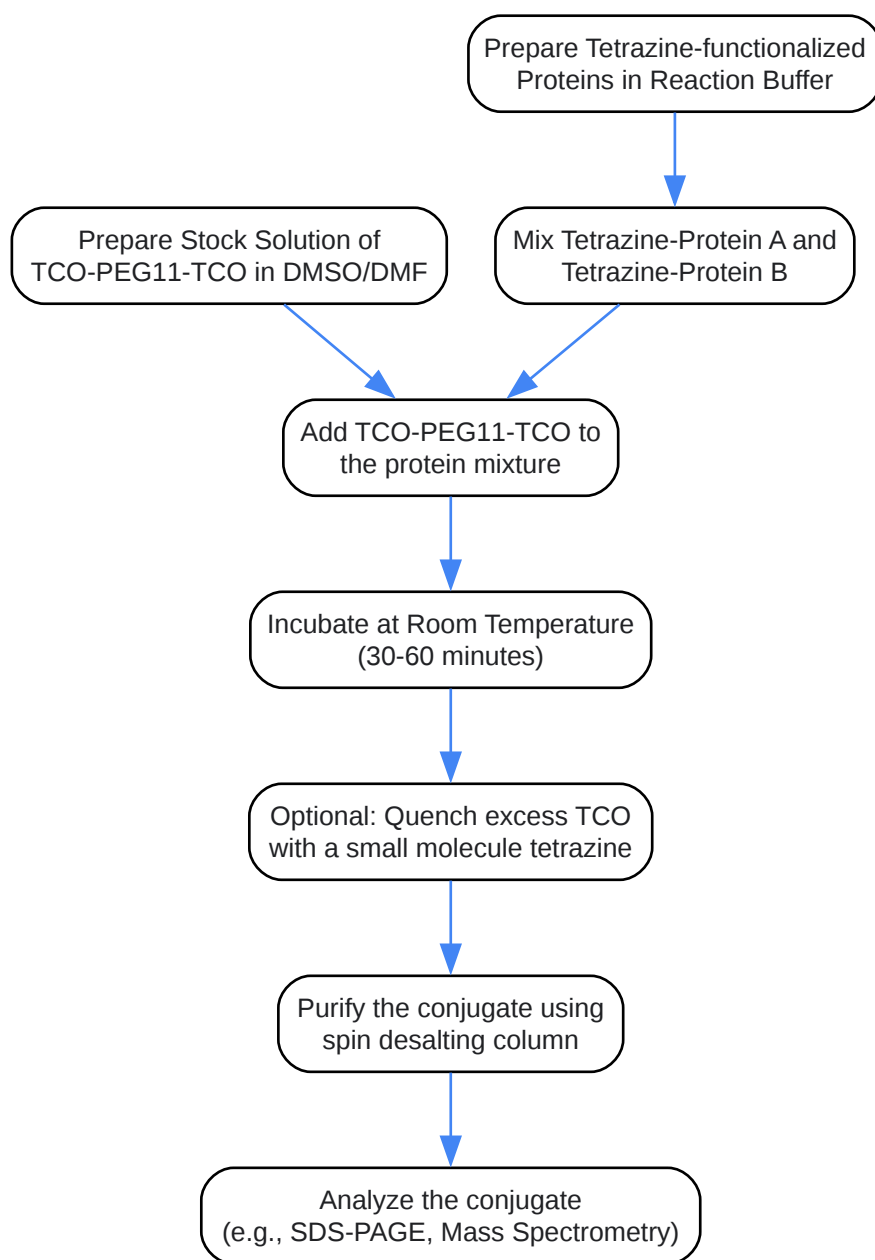 Prepare Tetrazine-functionalized
Proteins in Reaction Buffer
Prepare Stock Solution of
TCO-PEG11-TCO in DMSO/DMF
Mix Tetrazine-Protein A and
Tetrazine-Protein B
Add TCO-PEG11-TCO to
the protein mixture
Incubate at Room Temperature
(30-60 minutes)
Optional: Quench excess TCO
with a small molecule tetrazine
Purify the conjugate using
spin desalting column
Analyze the conjugate
(e.g., SDS-PAGE, Mass Spectrometry)